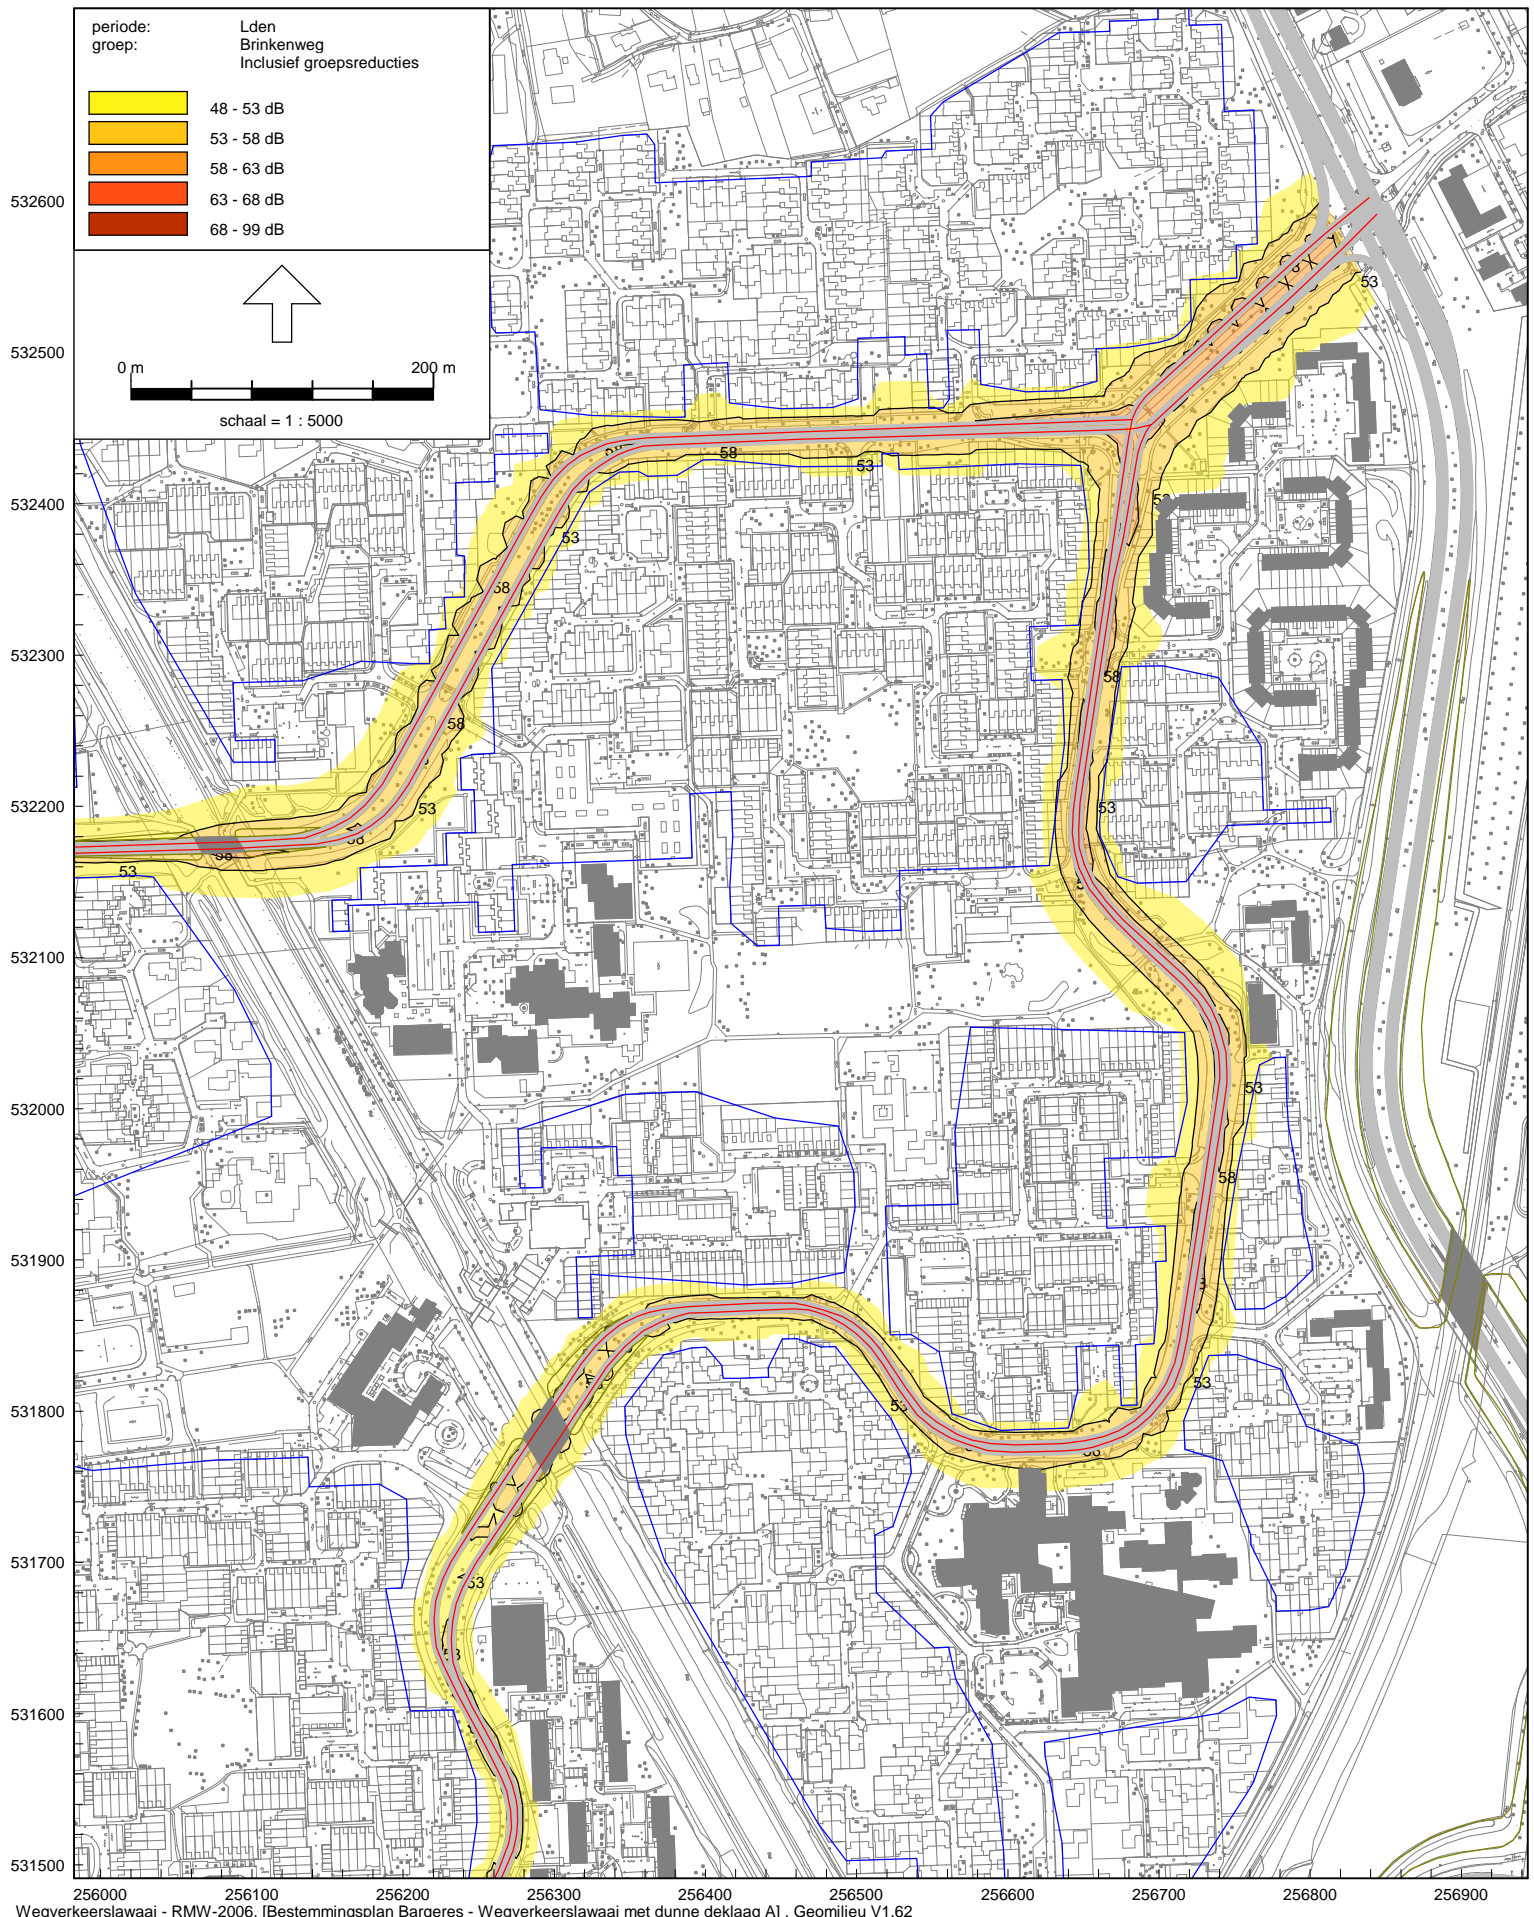 periode: Lden
groep: Brinkenweg
Inclusief groepsreducties
48 - 53 dB
53 - 58 dB
58 - 63 dB
63 - 68 dB
68 - 99 dB
0 m 200 m
schaal = 1 : 5000
532600
532500
532400
532300
532200
532100
532000
531900
531800
531700
531600
531500
53
58
53
53
58
58
53
58
58
53
53
58
53
53
58
53
53
256000 256100 256200 256300 256400 256500 256600 256700 256800 256900
Wegverkeerslawaai - RMW-2006, [Bestemmingsplan Bargeres - Wegverkeerslawaai met dunne deklaag A] , Geomilieu V1.62